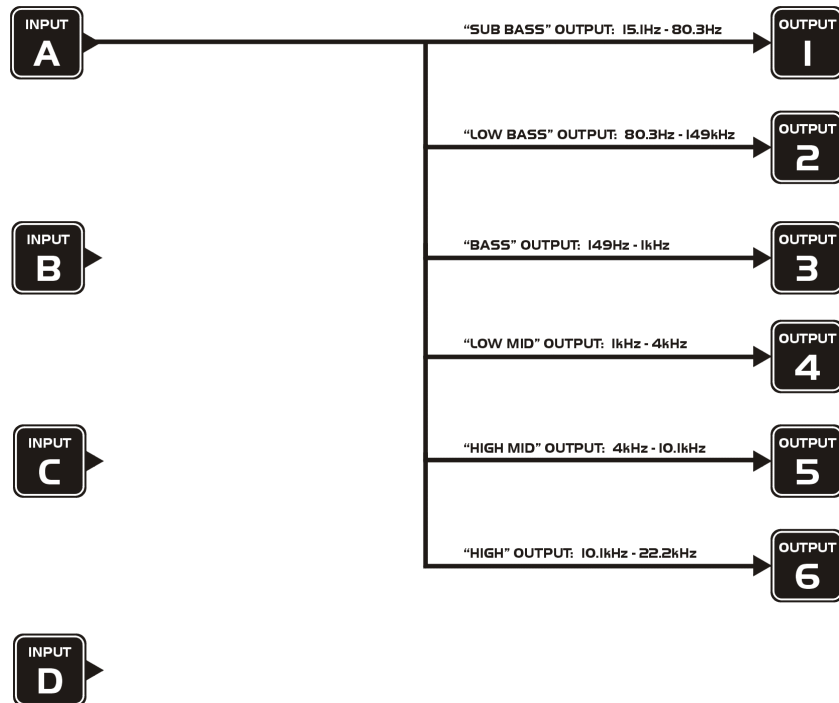 INPUT
A
"SUB BASS" OUTPUT: 15.1Hz - 80.3Hz
OUTPUT
1
"LOW BASS" OUTPUT: 80.3Hz - 149kHz
OUTPUT
2
INPUT
B
"BASS" OUTPUT: 149Hz - 1kHz
OUTPUT
3
"LOW MID" OUTPUT: 1kHz - 4kHz
OUTPUT
4
INPUT
C
"HIGH MID" OUTPUT: 4kHz - 10.1kHz
OUTPUT
5
"HIGH" OUTPUT: 10.1kHz - 22.2kHz
OUTPUT
6
INPUT
D